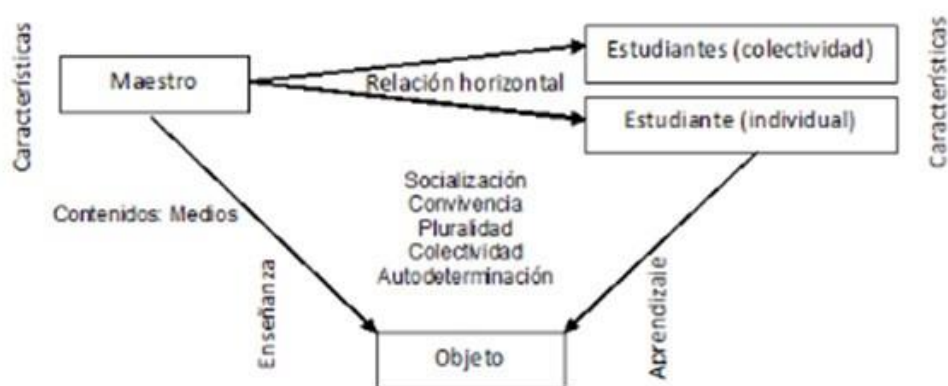 Características
Maestro
Relación horizontal
Estudiantes (colectividad)
Estudiante (individual)
Características
Contenidos: Medios
Socialización
Convivencia
Pluralidad
Colectividad
Autodeterminación
Enseñanza
Aprendizaje
Objeto